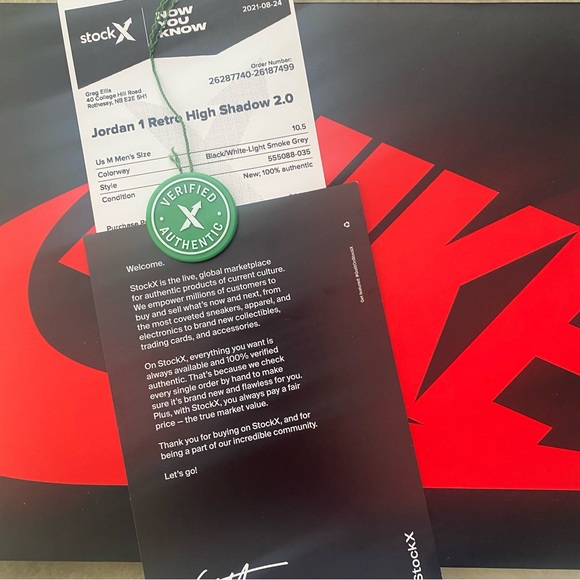 stockX
NOW
YOU
KNOW
2021-08-24
Greg Ellis
40 College Hill Road
Rothesay, NB E2E 5H1
Order Number:
26287740-26187499
Jordan 1 Retro High Shadow 2.0
Us M Men's Size 10.5
Colorway Black/White-Light Smoke Grey
Style 555088-035
Condition New; 100% authentic
Purchase
VERIFIED
X
AUTHENTIC
Welcome.
StockX is the live, global marketplace
for authentic products of current culture.
We empower millions of customers to
buy and sell what's now and next, from
the most coveted sneakers, apparel, and
electronics to brand new collectibles,
trading cards, and accessories.
On StockX, everything you want is
always available and 100% verified
authentic. That's because we check
every single order by hand to make
sure it's brand new and flawless for you.
Plus, with StockX, you always pay a fair
price – the true market value.
Thank you for buying on StockX, and for
being a part of our incredible community.
Let's go!
StockX
NIKE